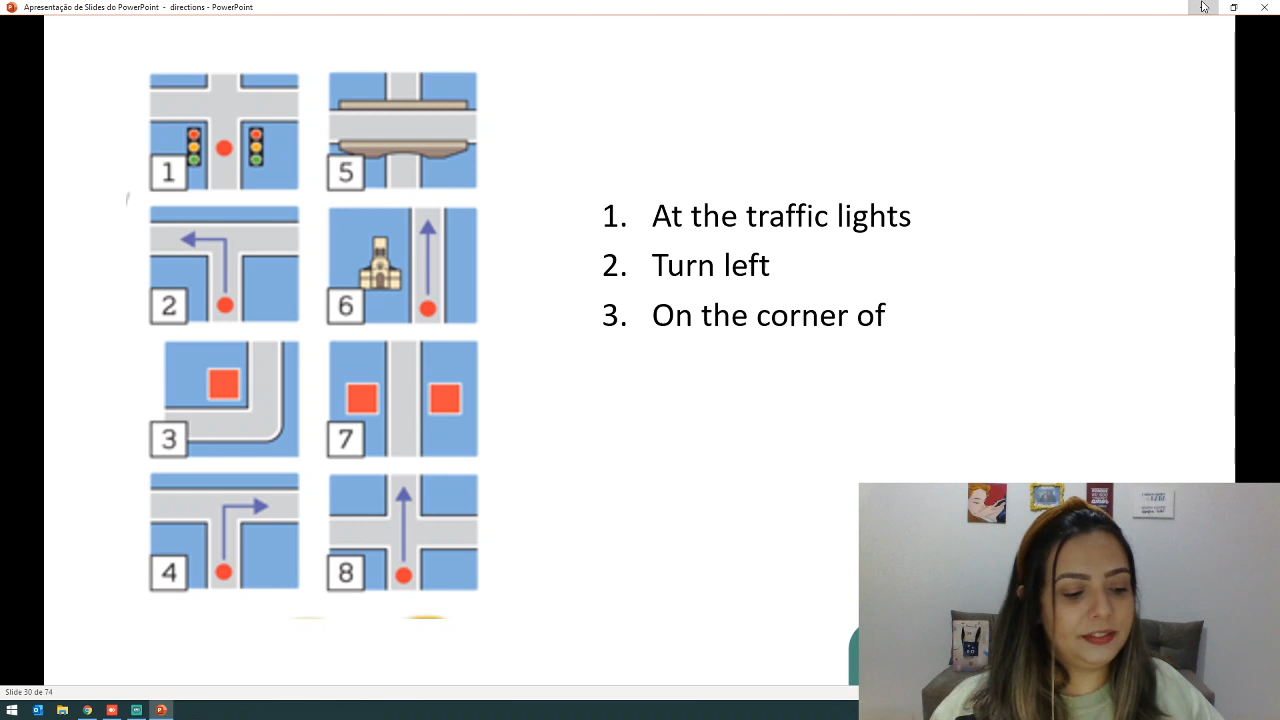 Apresentação de Slides do PowerPoint - directions - PowerPoint
1
5
2
6
3
7
4
8
1. At the traffic lights
2. Turn left
3. On the corner of
Slide 30 de 74